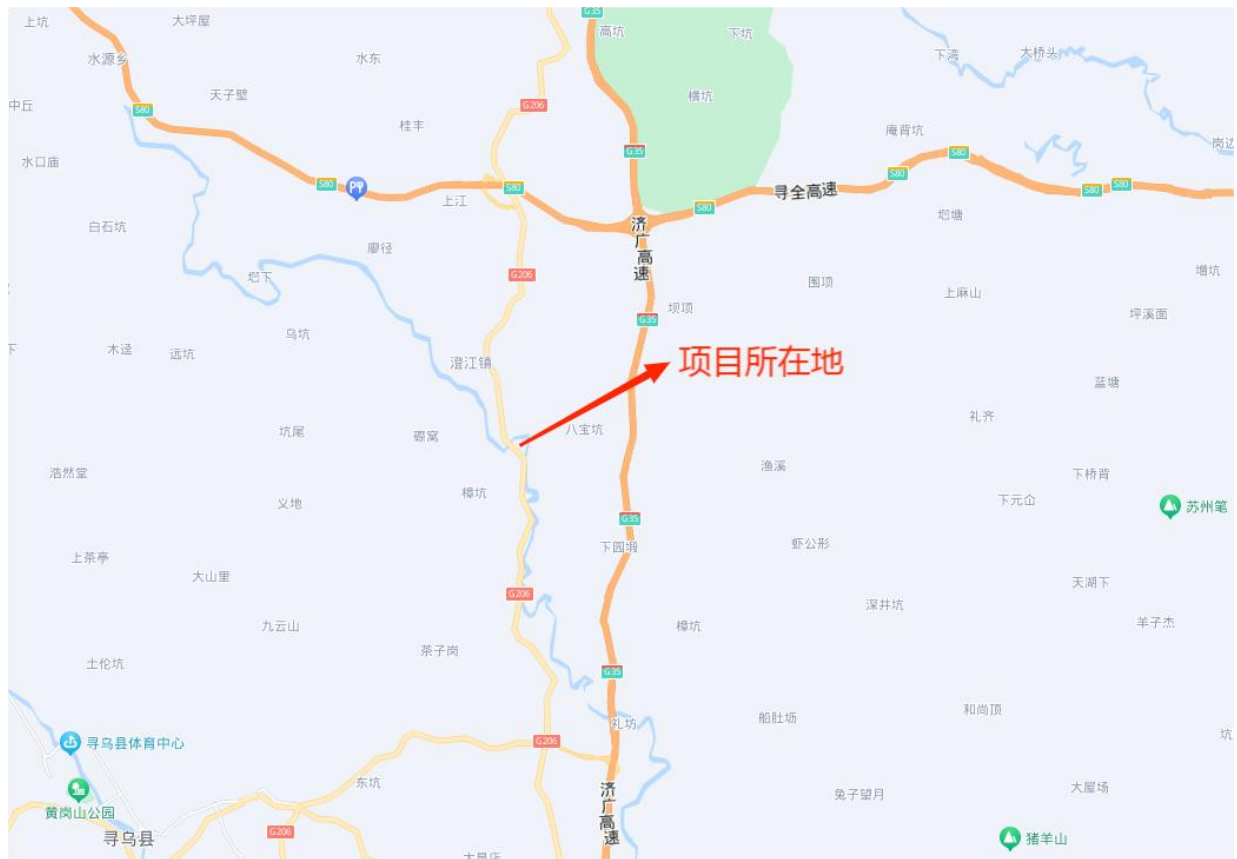 上坑
大坪屋
G35
高坑
下坑
水源乡
水东
下湾
大桥头
中丘
天子壁
S80
G206
横坑
桂丰
庵背坑
岗边
水口庙
G35
S80
S80
S80
S80
S80
S80
S80
寻全高速
上江
白石坑
济广高速
廖径
G206
围顶
增坑
上麻山
坝项
G35
坪溪面
乌坑
木迳
远坑
澄江镇
项目所在地
蓝塘
礼齐
坑尾
八宝坑
浩然堂
渔溪
下桥背
义地
樟坑
下元仚
苏州笔
G35
上茶亭
下圆塅
虾公形
大山里
天湖下
G206
深井坑
羊子杰
九云山
樟坑
茶子岗
土伦坑
G35
和尚顶
船肚坜
礼坊
坑
寻乌县体育中心
G206
东坑
济广高速
兔子望月
大屋场
黄岗山公园
G206
寻乌县
猪羊山